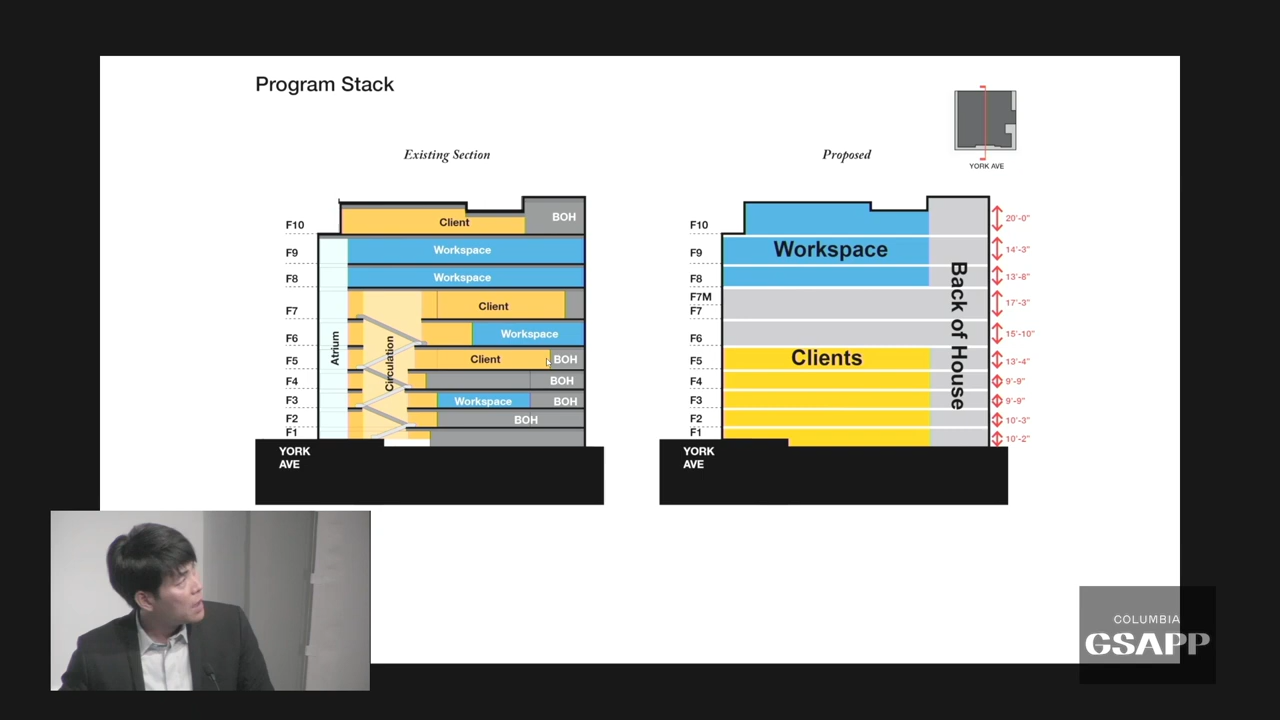 Program Stack
YORK AVE
Existing Section
Proposed
F10
Client
BOH
F9
Workspace
F8
Workspace
F7
Client
F6
Workspace
F5
Client
BOH
F4
BOH
F3
Workspace
BOH
F2
BOH
F1
Atrium
Circulation
YORK
AVE
F10
20'-0"
F9
Workspace
14'-3"
F8
13'-8"
F7M
F7
17'-3"
F6
15'-10"
F5
Clients
13'-4"
F4
9'-9"
F3
9'-9"
F2
10'-3"
F1
10'-2"
Back of House
YORK
AVE
COLUMBIA
GSAPP